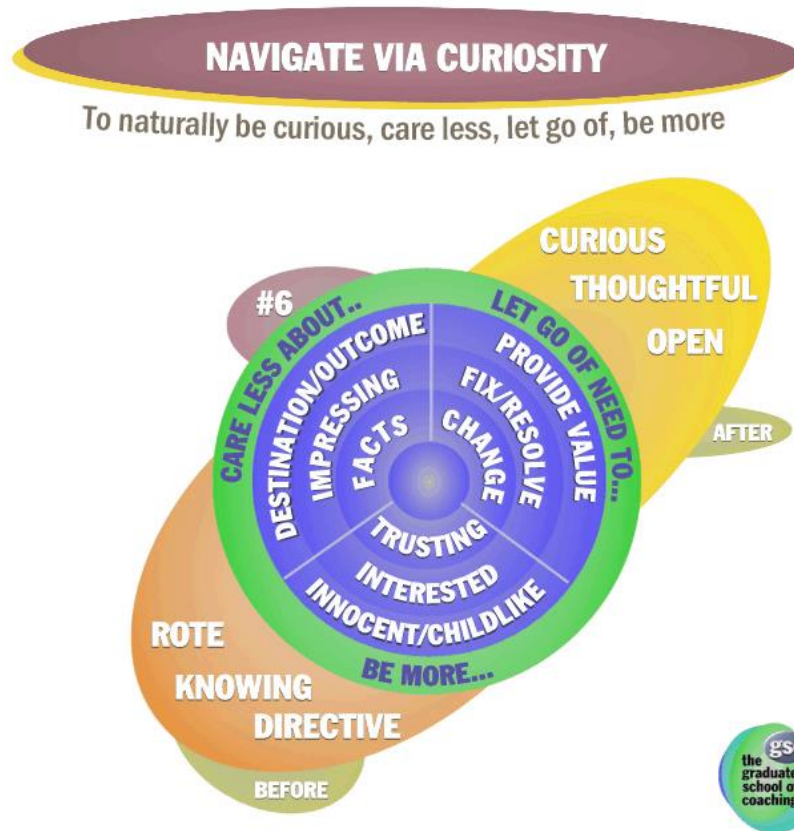 NAVIGATE VIA CURIOSITY
To naturally be curious, care less, let go of, be more
CURIOUS
THOUGHTFUL
OPEN
AFTER
#6
CARE LESS ABOUT..
DESTINATION/OUTCOME
IMPRESSING
FACTS
LET GO OF NEED TO...
PROVIDE VALUE
FIX/RESOLVE
CHANGE
TRUSTING
INTERESTED
INNOCENT/CHILDLIKE
BE MORE...
ROTE
KNOWING
DIRECTIVE
BEFORE
the
graduate
school
coaching